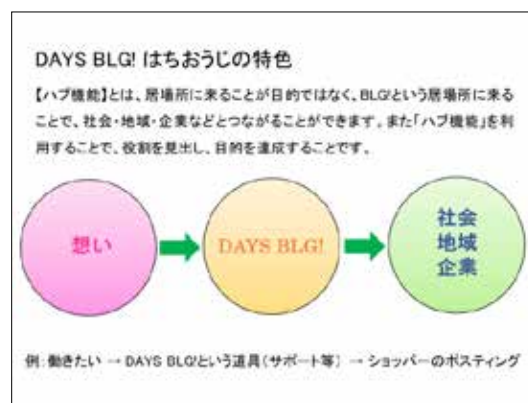 DAYS BLG! はちおうじの特色
【ハブ機能】とは、居場所に来ることが目的ではなく、BLG!という居場所に来る
ことで、社会・地域・企業などとつながることができます。また「ハブ機能」を利
用することで、役割を見出し、目的を達成することです。
想い
DAYS BLG!
社会
地域
企業
例：働きたい → DAYS BLG!という道具（サポート等） → ショッパーのポスティング